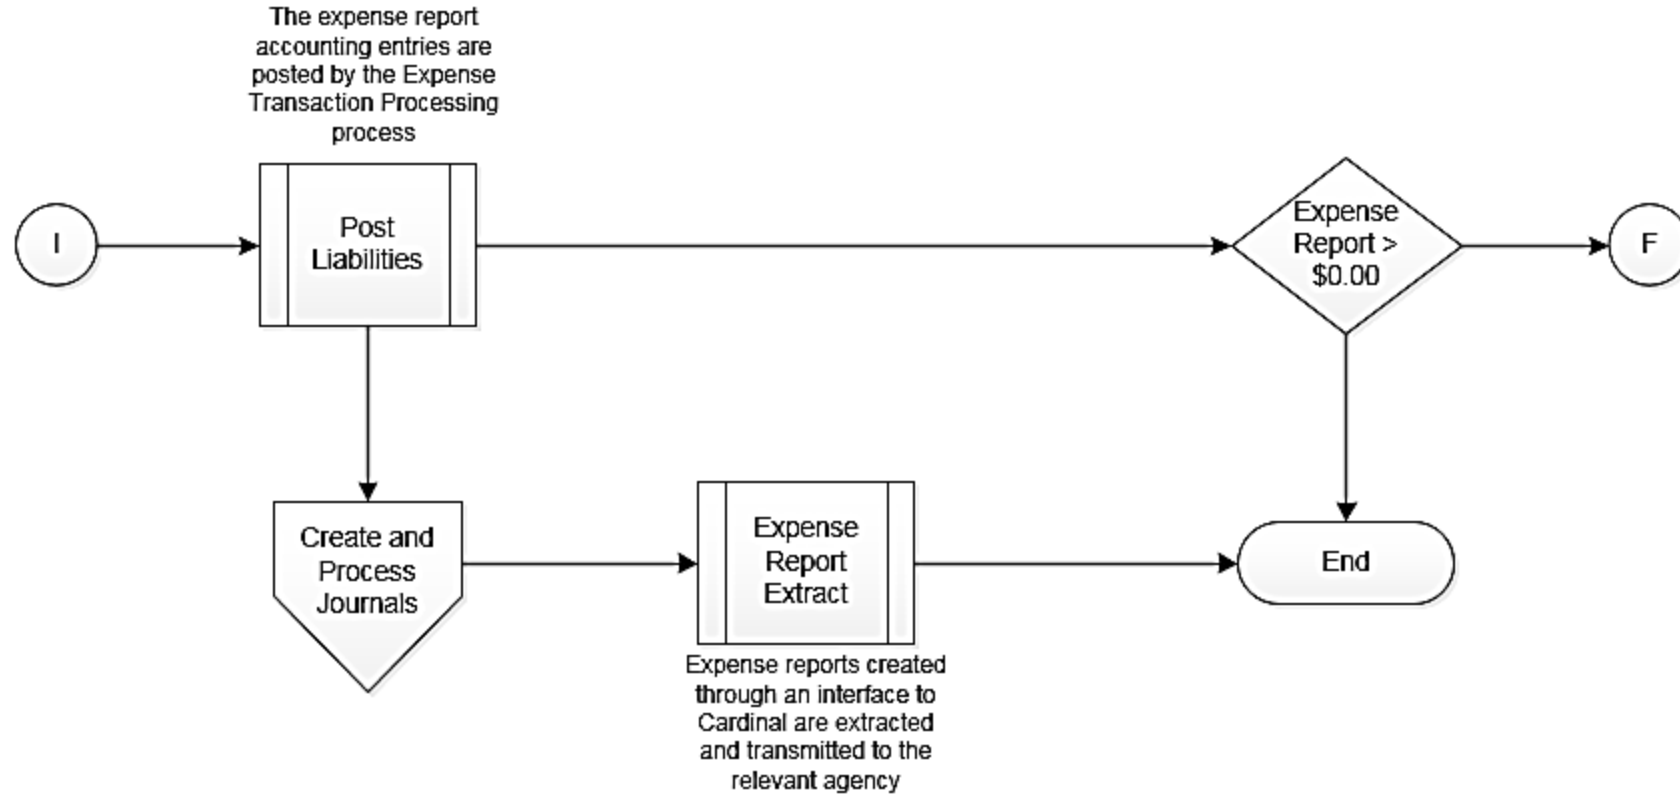 The expense report
accounting entries are
posted by the Expense
Transaction Processing
process
I
Post
Liabilities
Expense
Report >
$0.00
F
Create and
Process
Journals
Expense
Report
Extract
End
Expense reports created
through an interface to
Cardinal are extracted
and transmitted to the
relevant agency